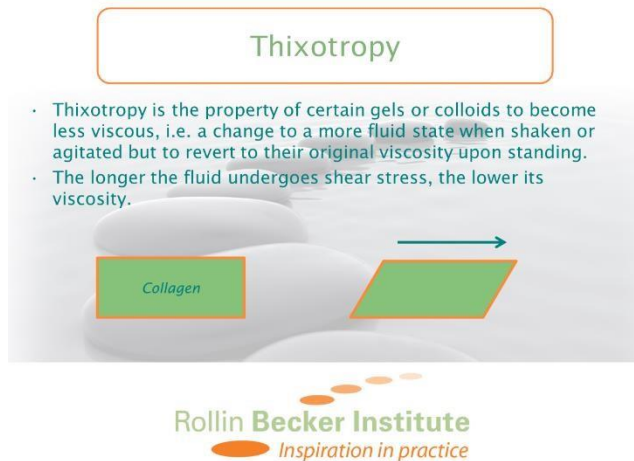 Thixotropy
· Thixotropy is the property of certain gels or colloids to become
less viscous, i.e. a change to a more fluid state when shaken or
agitated but to revert to their original viscosity upon standing.
· The longer the fluid undergoes shear stress, the lower its
viscosity.
Collagen
Rollin Becker Institute
Inspiration in practice